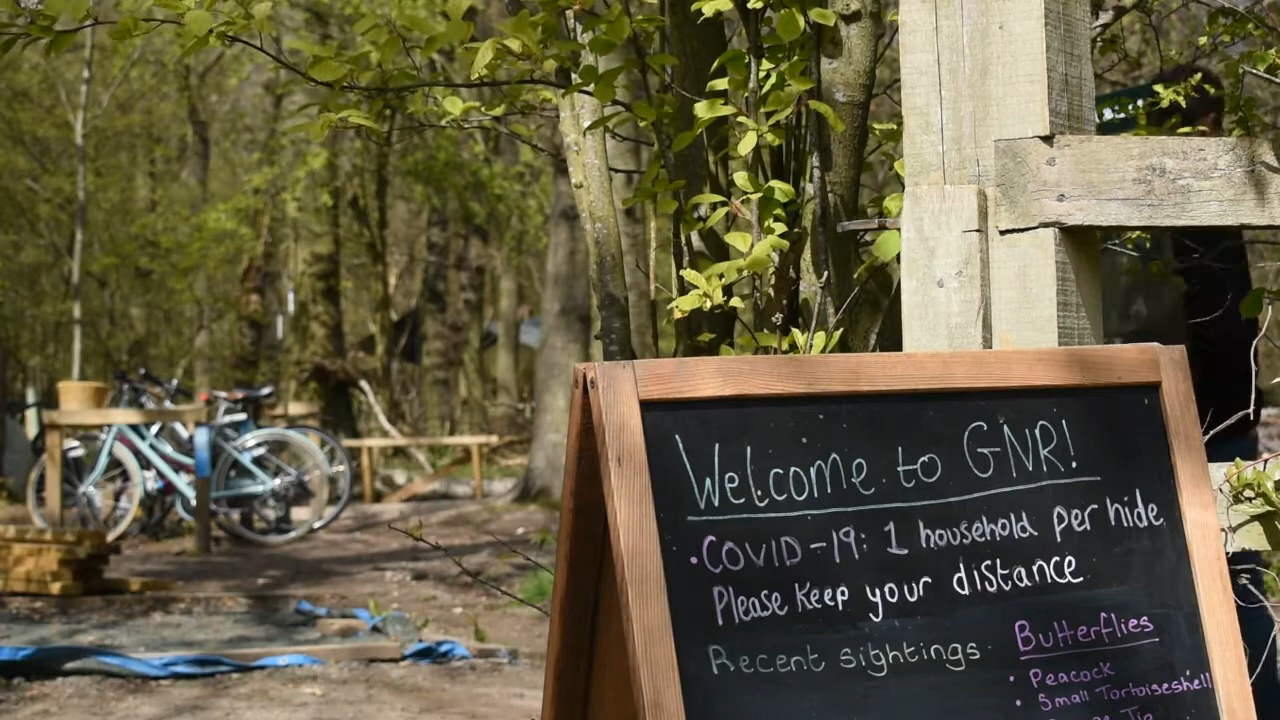 Welcome to GNR!
• COVID-19: 1 household per hide
Please keep your distance
Recent sightings.
Butterflies
• Peacock
• Small Tortoiseshell
Tip